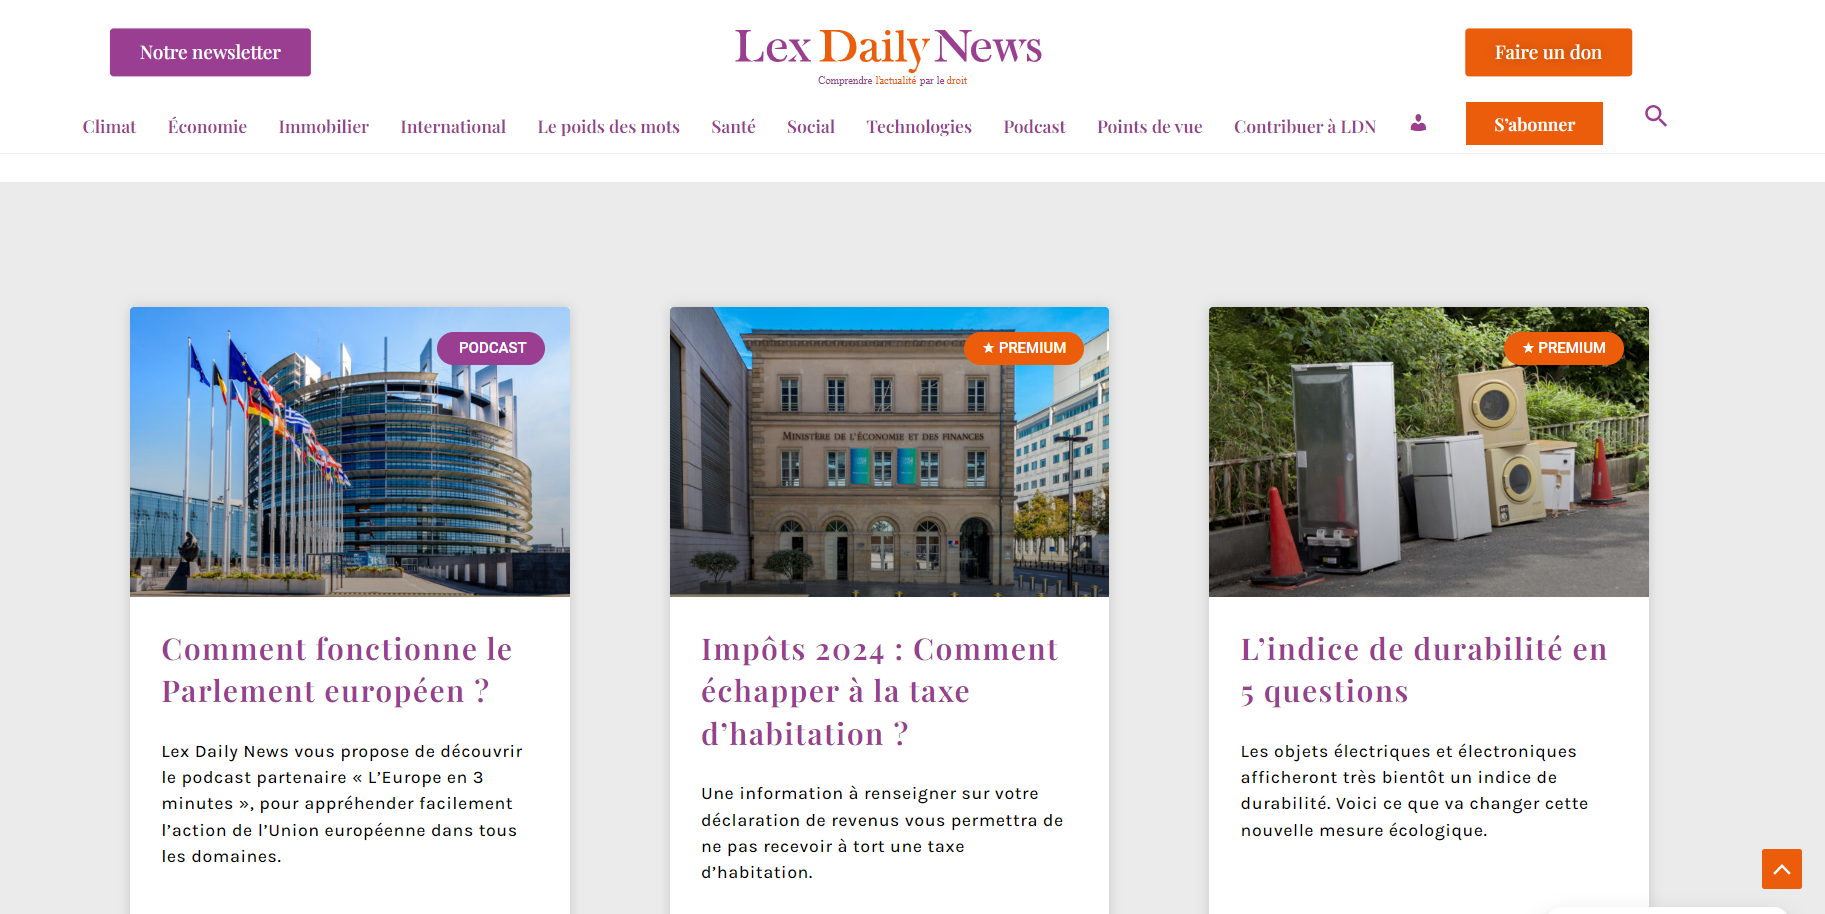 Notre newsletter
Lex Daily News
Faire un don
Comprendre l'actualité par le droit
Climat
Économie
Immobilier
International
Le poids des mots
Santé
Social
Technologies
Podcast
Points de vue
Contribuer à LDN
S'abonner
PODCAST
Comment fonctionne le
Parlement européen ?
Lex Daily News vous propose de découvrir
le podcast partenaire « L'Europe en 3
minutes », pour appréhender facilement
l'action de l'Union européenne dans tous
les domaines.
★ PREMIUM
MINISTÈRE DE L'ÉCONOMIE ET DES FINANCES
Impôts 2024 : Comment
échapper à la taxe
d'habitation ?
Une information à renseigner sur votre
déclaration de revenus vous permettra de
ne pas recevoir à tort une taxe
d'habitation.
★ PREMIUM
L'indice de durabilité en
5 questions
Les objets électriques et électroniques
afficheront très bientôt un indice de
durabilité. Voici ce que va changer cette
nouvelle mesure écologique.